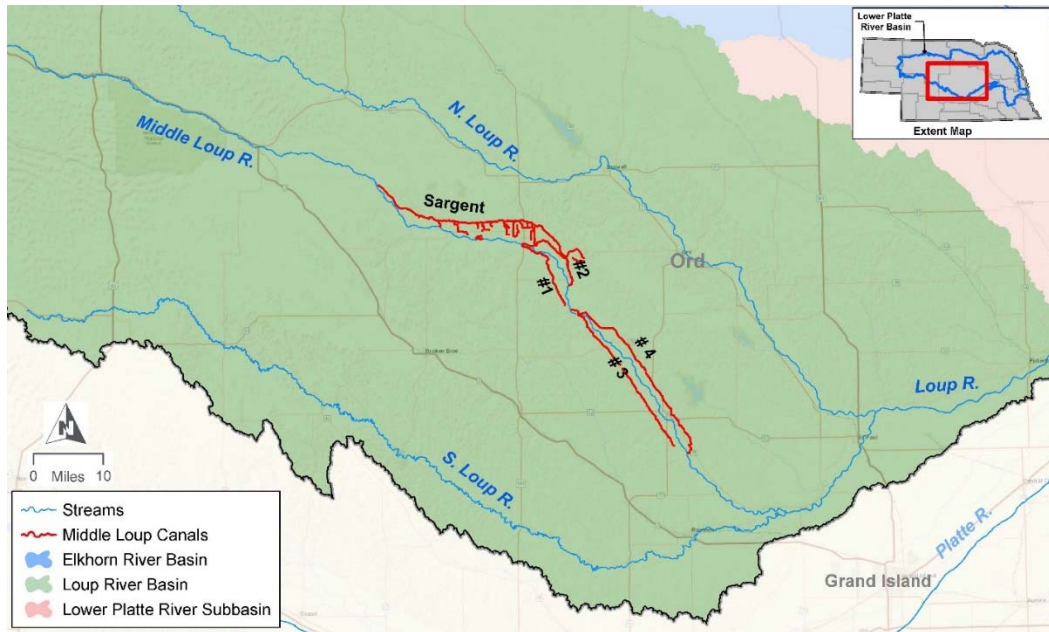 Lower Platte
River Basin
Extent Map
N. Loup R.
Middle Loup R.
Sargent
#2
Ord
#1
#4
#3
Loup R.
S. Loup R.
Platte R.
Grand Island
N
0 Miles 10
Streams
Middle Loup Canals
Elkhorn River Basin
Loup River Basin
Lower Platte River Subbasin